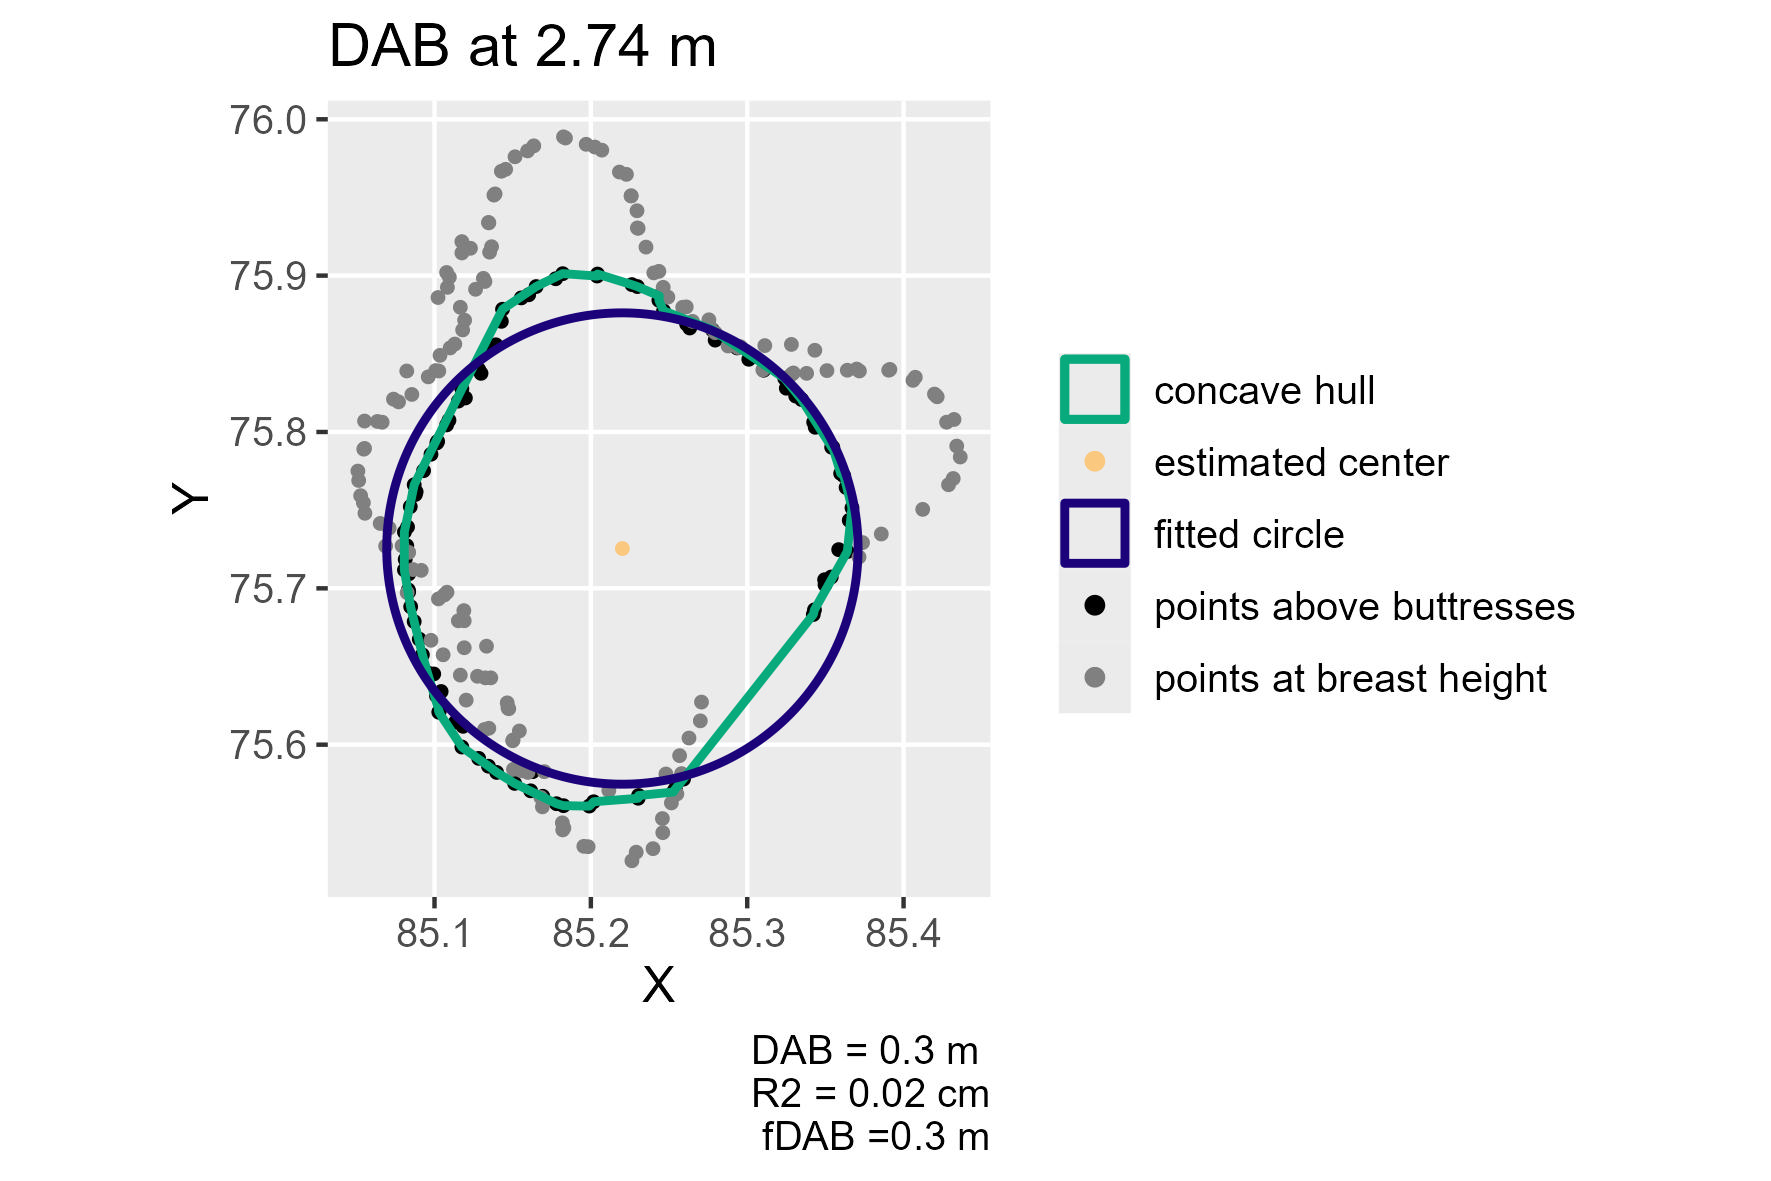 DAB at 2.74 m
76.0
75.9
75.8
75.7
75.6
Y
85.1 85.2 85.3 85.4
X
concave hull
estimated center
fitted circle
points above buttresses
points at breast height
DAB = 0.3 m
R2 = 0.02 cm
fDAB =0.3 m